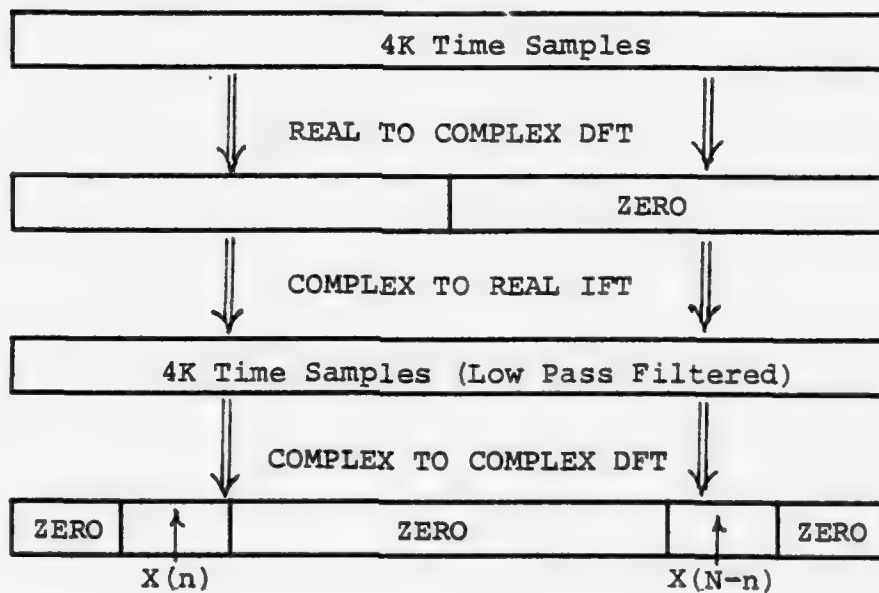 4K Time Samples
REAL TO COMPLEX DFT
ZERO
COMPLEX TO REAL IFT
4K Time Samples (Low Pass Filtered)
COMPLEX TO COMPLEX DFT
ZERO ZERO ZERO
X(n) X(N-n)